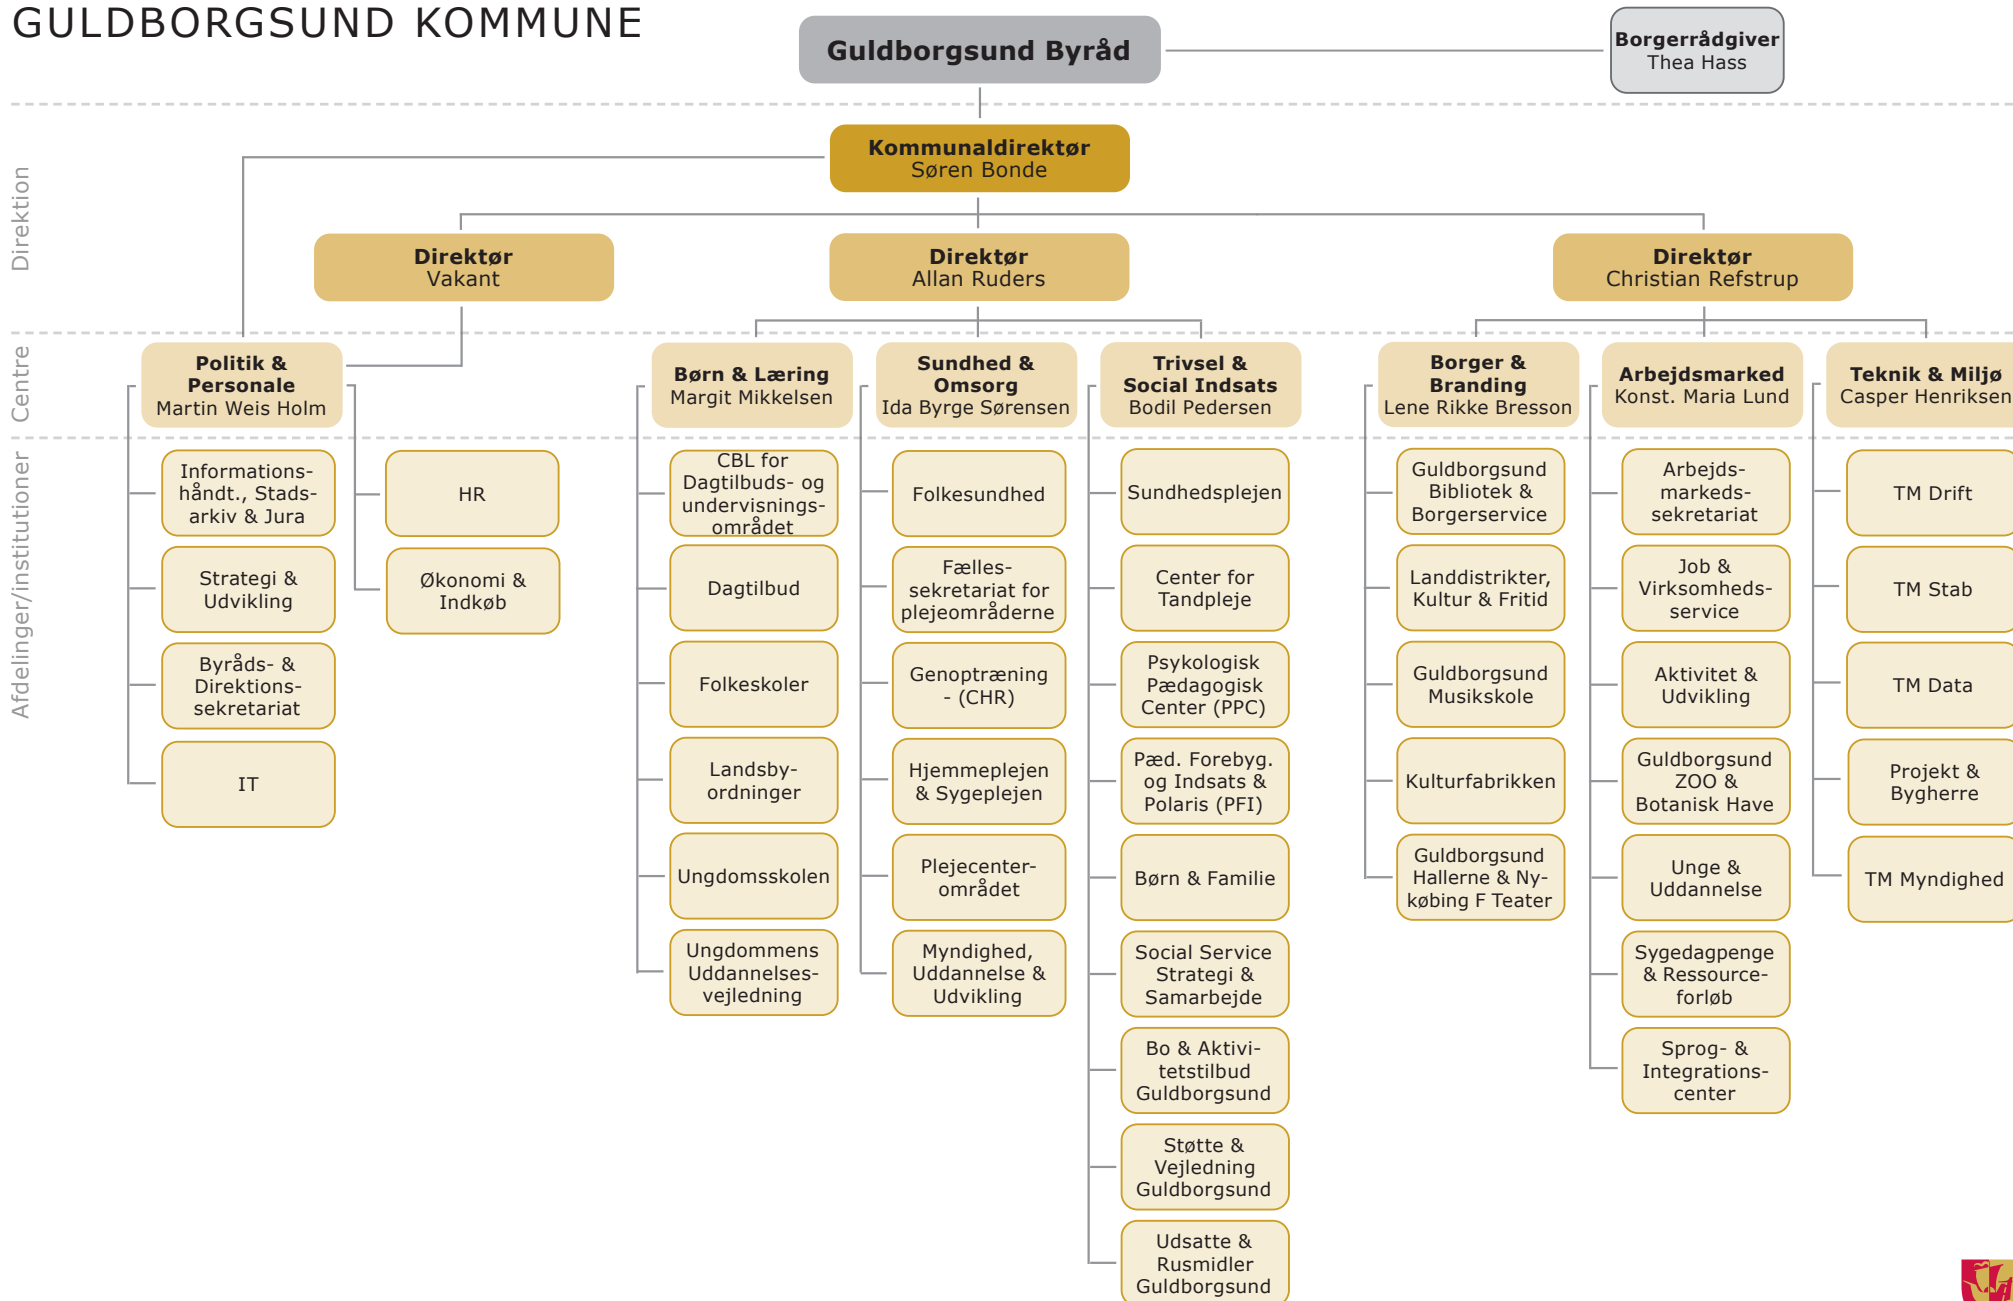 GULDBORGSUND KOMMUNE
Guldborgsund Byråd
Borgerrådgiver
Thea Hass
Direktion
Kommunaldirektør
Søren Bonde
Direktør
Vakant
Direktør
Allan Ruders
Direktør
Christian Refstrup
Centre
Politik &
Personale
Martin Weis Holm
Børn & Læring
Margit Mikkelsen
Sundhed &
Omsorg
Ida Byrge Sørensen
Trivsel &
Social Indsats
Bodil Pedersen
Borger &
Branding
Lene Rikke Bresson
Arbejdsmarked
Konst. Maria Lund
Teknik & Miljø
Casper Henriksen
Afdelinger/institutioner
Informations-
håndt., Stads-
arkiv & Jura
Strategi &
Udvikling
Byråds- &
Direktions-
sekretariat
IT
HR
Økonomi &
Indkøb
CBL for
Dagtilbuds- og
undervisnings-
området
Dagtilbud
Folkeskoler
Landsby-
ordninger
Ungdomsskolen
Ungdommens
Uddannelses-
vejledning
Folkesundhed
Fælles-
sekretariat for
plejeområderne
Genoptræning
- (CHR)
Hjemmeplejen
& Sygeplejen
Plejecenter-
området
Myndighed,
Uddannelse &
Udvikling
Sundhedsplejen
Center for
Tandpleje
Psykologisk
Pædagogisk
Center (PPC)
Pæd. Forebyg.
og Indsats &
Polaris (PFI)
Børn & Familie
Social Service
Strategi &
Samarbejde
Bo & Aktivi-
tetstilbud
Guldborgsund
Støtte &
Vejledning
Guldborgsund
Udsatte &
Rusmidler
Guldborgsund
Guldborgsund
Bibliotek &
Borgerservice
Landdistrikter,
Kultur & Fritid
Guldborgsund
Musikskole
Kulturfabrikken
Guldborgsund
Hallerne & Ny-
købing F Teater
Arbejds-
markeds-
sekretariat
Job &
Virksomheds-
service
Aktivitet &
Udvikling
Guldborgsund
ZOO &
Botanisk Have
Unge &
Uddannelse
Sygedagpenge
& Ressource-
forløb
Sprog- &
Integrations-
center
TM Drift
TM Stab
TM Data
Projekt &
Bygherre
TM Myndighed